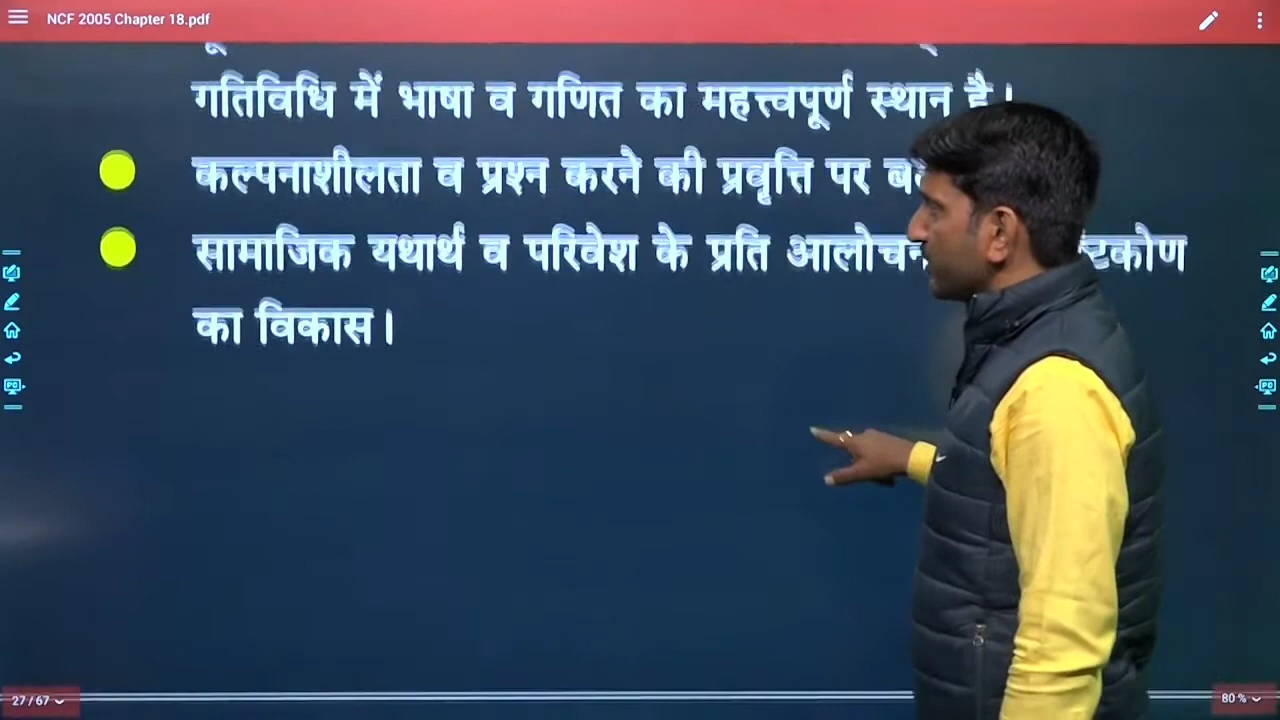 NCF 2005 Chapter 18.pdf
गतिविधि में भाषा व गणित का महत्त्वपूर्ण स्थान है।
कल्पनाशीलता व प्रश्न करने की प्रवृत्ति पर
सामाजिक यथार्थ व परिवेश के प्रति
का विकास।
27 / 67
80 %